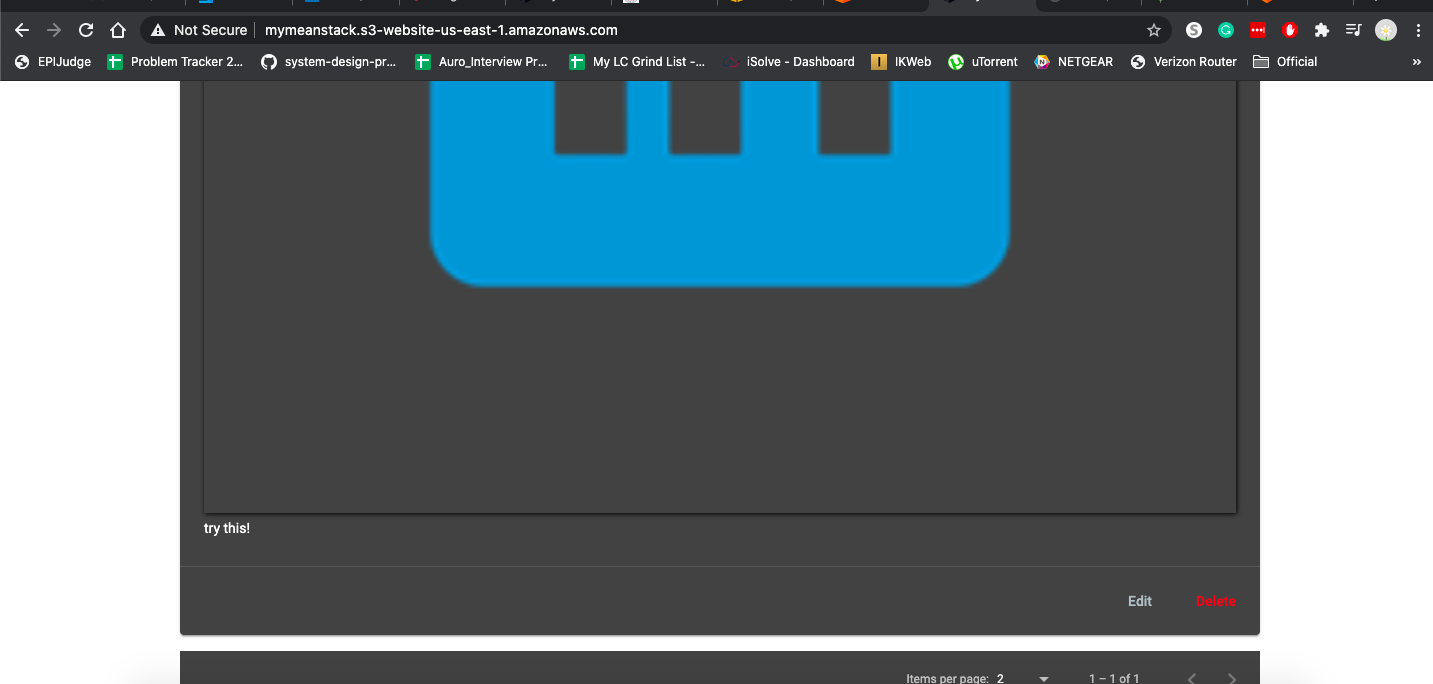 Not Secure mymeanstack.s3-website-us-east-1.amazonaws.com
EPIJudge Problem Tracker 2... system-design-pr... Auro_Interview Pr... My LC Grind List -... iSolve - Dashboard IKWeb uTorrent NETGEAR Verizon Router Official »
try this!
Edit Delete
Items per page: 2 1 – 1 of 1